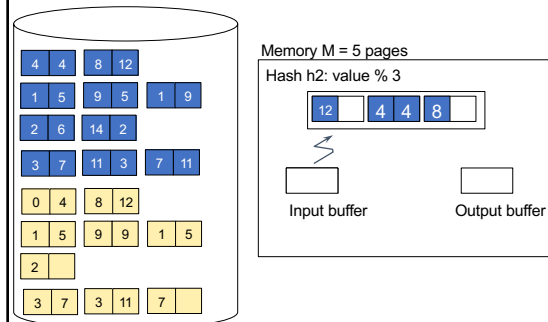 4 4 8 12
1 5 9 5 1 9
2 6 14 2
3 7 11 3 7 11
0 4 8 12
1 5 9 9 1 5
2
3 7 3 11 7
Memory M = 5 pages
Hash h2: value % 3
12 4 4 8
Input buffer Output buffer